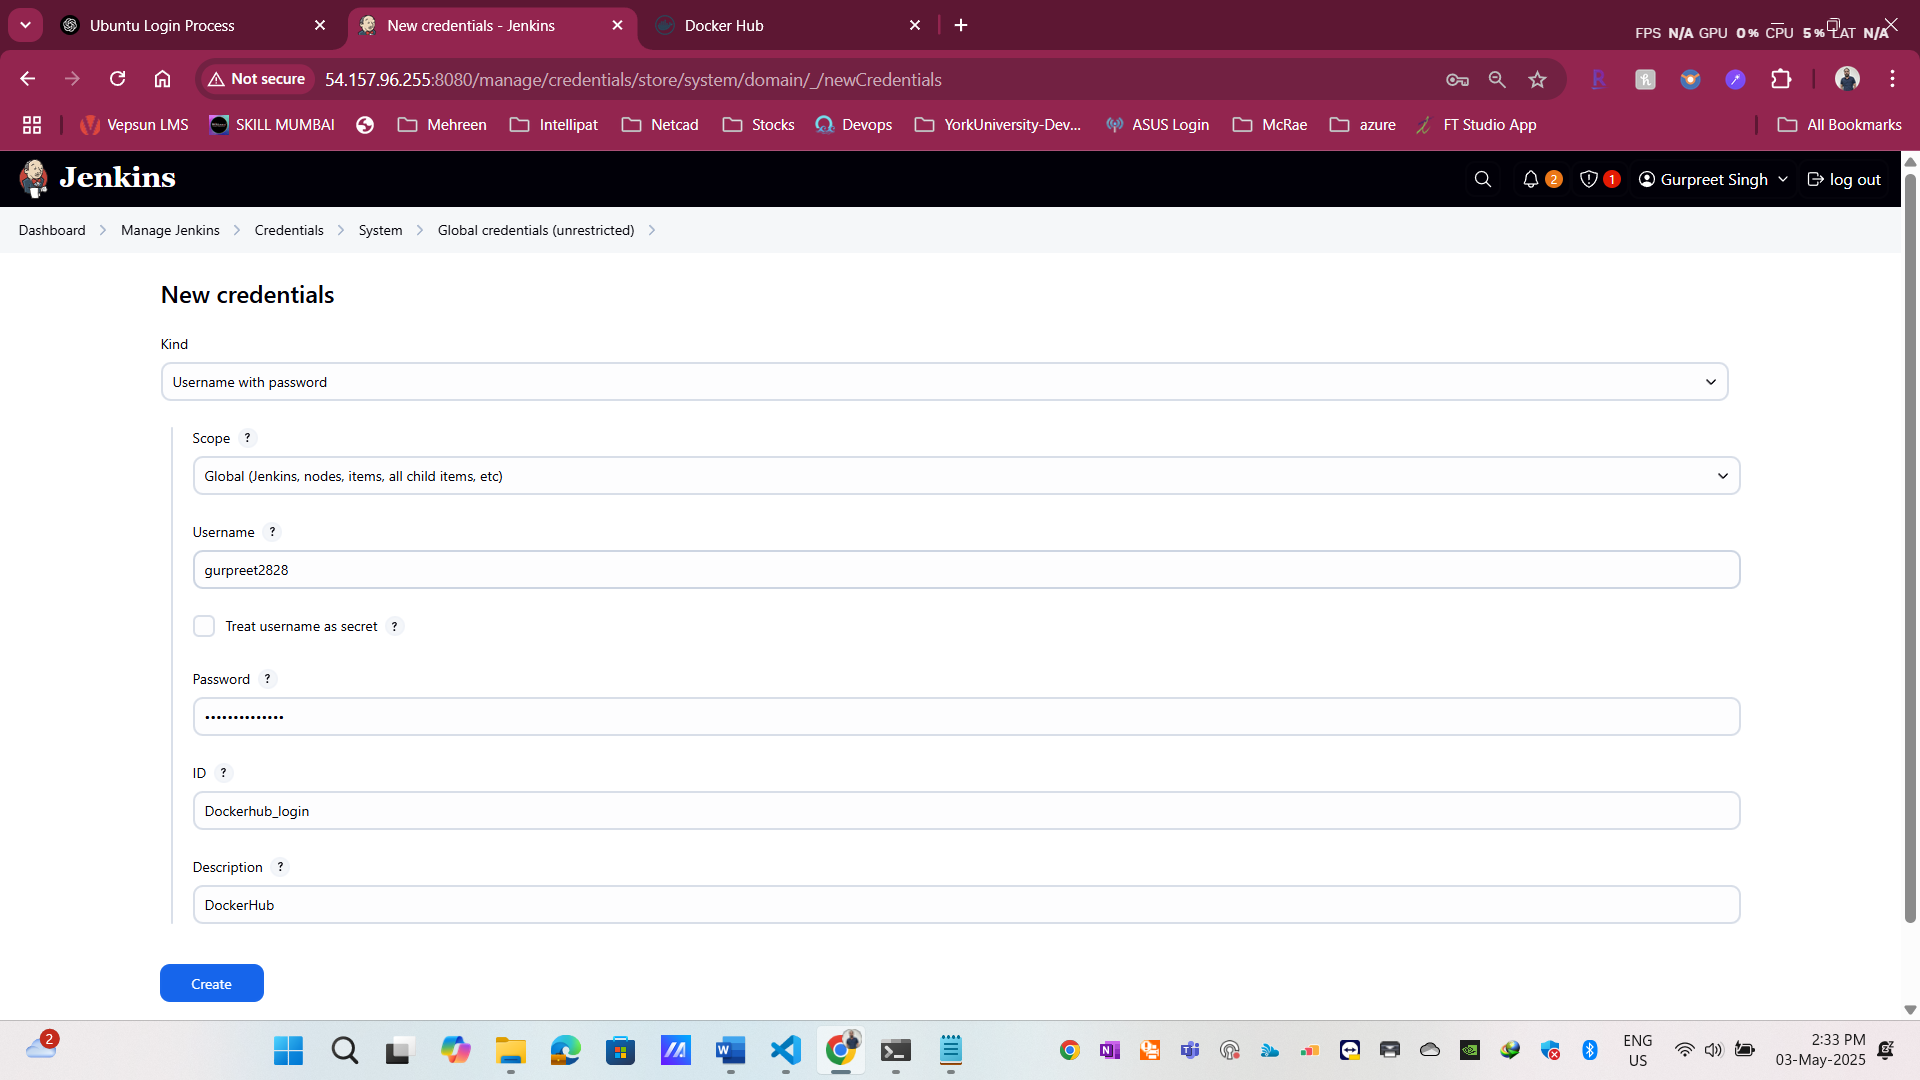 Ubuntu Login Process
New credentials - Jenkins
Docker Hub
FPS N/A GPU 0% CPU 5% LAT N/A
Not secure
54.157.96.255:8080/manage/credentials/store/system/domain/_/newCredentials
Vepsun LMS
SKILL MUMBAI
Mehreen
Intellipat
Netcad
Stocks
Devops
YorkUniversity-Dev...
ASUS Login
McRae
azure
FT Studio App
All Bookmarks
Jenkins
2
1
Gurpreet Singh
log out
Dashboard
Manage Jenkins
Credentials
System
Global credentials (unrestricted)
New credentials
Kind
Username with password
Scope ?
Global (Jenkins, nodes, items, all child items, etc)
Username ?
gurpreet2828
Treat username as secret ?
Password ?
••••••••••••••
ID ?
Dockerhub_login
Description ?
DockerHub
Create
2
ENG
US
2:33 PM
03-May-2025